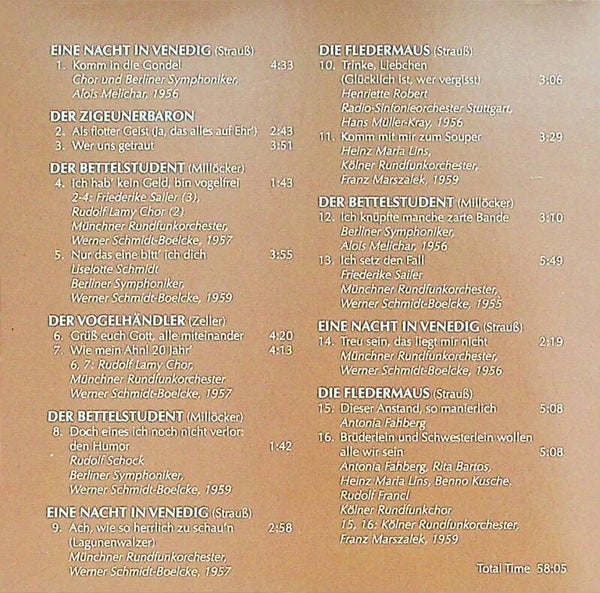 EINE NACHT IN VENEDIG (Strauß)
1. Komm in die Gondel 4:33
Chor und Berliner Symphoniker,
Alois Melichar, 1956
DER ZIGEUNERBARON
2. Als flotter Geist (Ja, das alles auf Ehr') 2:43
3. Wer uns getraut 3:51
DER BETTELSTUDENT (Millöcker)
4. Ich hab' kein Geld, bin vogelfrei 1:43
2-4: Friederike Sailer (3),
Rudolf Lamy Chor (2)
Münchner Rundfunkorchester,
Werner Schmidt-Boelcke, 1957
5. Nur das eine bitt' ich dich 3:55
Liselotte Schmidt
Berliner Symphoniker,
Werner Schmidt-Boelcke, 1959
DER VOGELHÄNDLER (Zeller)
6. Grüß euch Gott, alle miteinander 4:20
7. Wie mein Ahnl 20 Jahr' 4:13
6, 7: Rudolf Lamy Chor,
Münchner Rundfunkorchester
Werner Schmidt-Boelcke, 1957
DER BETTELSTUDENT (Millöcker)
8. Doch eines ich noch nicht verlor:
den Humor 1:42
Rudolf Schock
Berliner Symphoniker,
Werner Schmidt-Boelcke, 1959
EINE NACHT IN VENEDIG (Strauß)
9. Ach, wie so herrlich zu schau'n 2:58
(Lagunenwalzer)
Münchner Rundfunkorchester,
Werner Schmidt-Boelcke, 1957
DIE FLEDERMAUS (Strauß)
10. Trinke, Liebchen
(Glücklich ist, wer vergisst) 3:06
Henriette Robert
Radio-Sinfonieorchester Stuttgart,
Hans Müller-Kray, 1956
11. Komm mit mir zum Souper 3:29
Heinz Maria Lins,
Kölner Rundfunkorchester,
Franz Marszalek, 1959
DER BETTELSTUDENT (Millöcker)
12. Ich knüpfte manche zarte Bande 3:10
Berliner Symphoniker,
Alois Melichar, 1956
13. Ich setz den Fall 5:49
Friederike Sailer
Münchner Rundfunkorchester,
Werner Schmidt-Boelcke, 1955
EINE NACHT IN VENEDIG (Strauß)
14. Treu sein, das liegt mir nicht 2:19
Münchner Rundfunkorchester,
Werner Schmidt-Boelcke, 1956
DIE FLEDERMAUS (Strauß)
15. Dieser Anstand, so manierlich 5:08
Antonia Fahberg
16. Brüderlein und Schwesterlein wollen
alle wir sein 5:08
Antonia Fahberg, Rita Bartos,
Heinz Maria Lins, Benno Kusche,
Rudolf Francl
Kölner Rundfunkchor
15, 16: Kölner Rundfunkorchester,
Franz Marszalek, 1959
Total Time 58:05